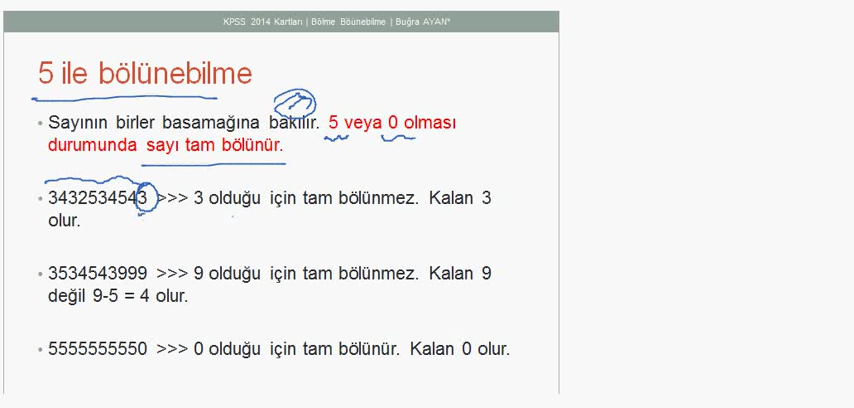 KPSS 2014 Kartları | Bölme Böünebilme | Buğra AYAN*
5 ile bölünebilme
• Sayının birler basamağına bakılır. 5 veya 0 olması
durumunda sayı tam bölünür.
• 3432534543 >>> 3 olduğu için tam bölünmez. Kalan 3
olur.
• 3534543999 >>> 9 olduğu için tam bölünmez. Kalan 9
değil 9-5 = 4 olur.
• 5555555550 >>> 0 olduğu için tam bölünür. Kalan 0 olur.